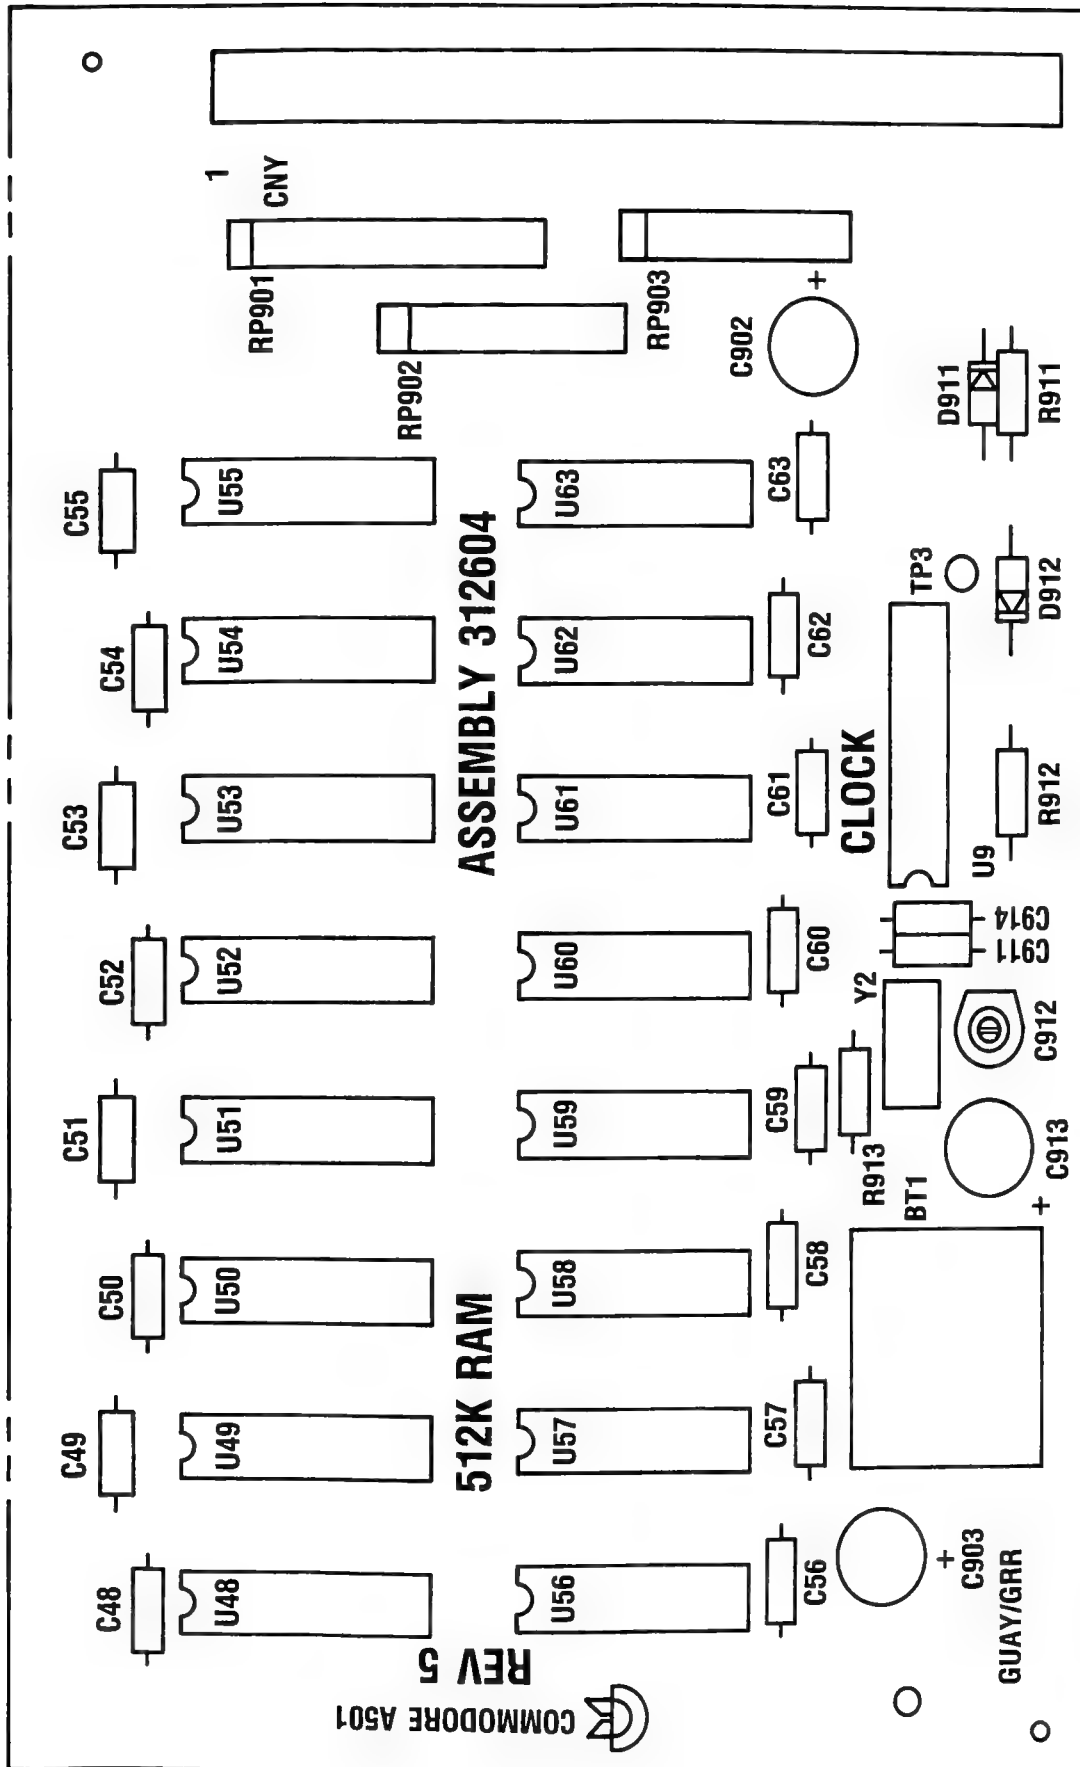 C48
C49
C50
C51
C52
C53
C54
C55
U48
U49
U50
U51
U52
U53
U54
U55
RP901
1
CNY
RP902
RP903
COMMODORE A501
REV 5
512K RAM
ASSEMBLY 312604
U56
U57
U58
U59
U60
U61
U62
U63
C56
C57
C58
C59
C60
C61
C62
C63
C902
+
R913
Y2
CLOCK
BT1
TP3
D911
C903
+
C911
C914
U9
GUAY/GRR
+
C913
C912
R912
D912
R911